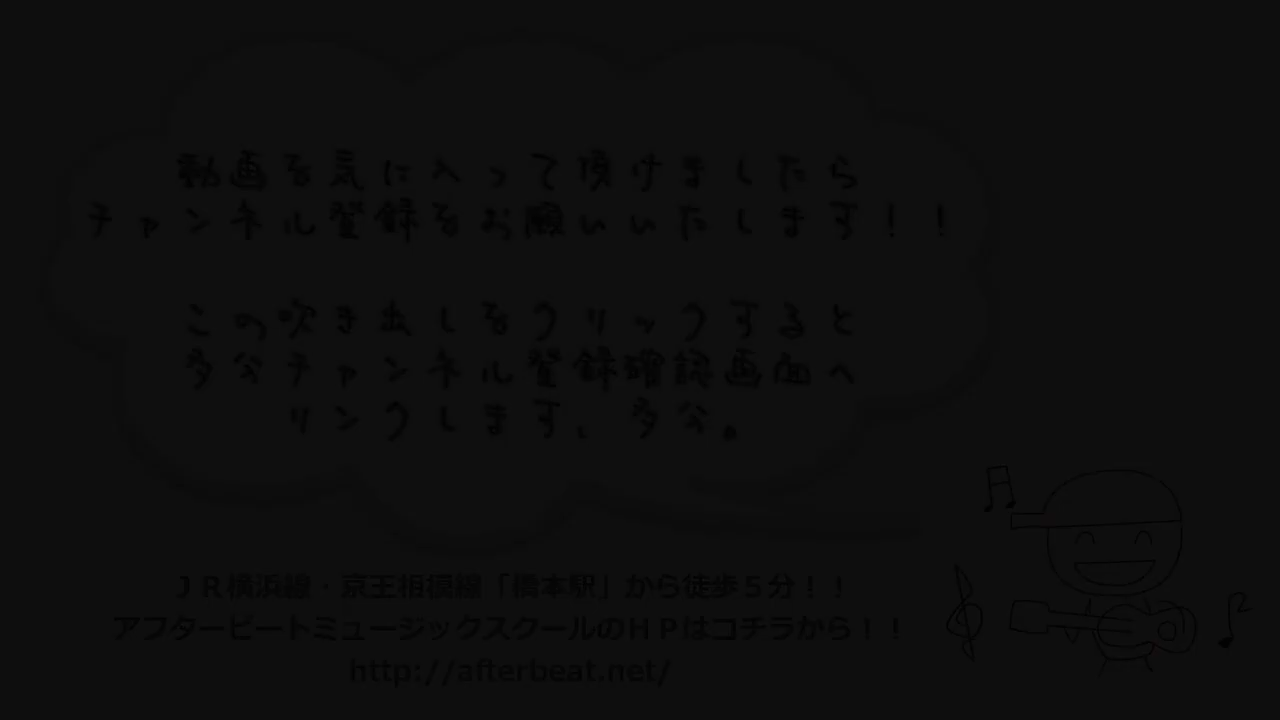 動画を気に入って頂けましたら
チャンネル登録をお願いいたします！！
この吹き出しをクリックすると
多分チャンネル登録確認画面へ
リンクします、多分。
ＪＲ横浜線・京王相模線「橋本駅」から徒歩５分！！
アフタービートミュージックスクールのＨＰはコチラから！！
http://afterbeat.net/